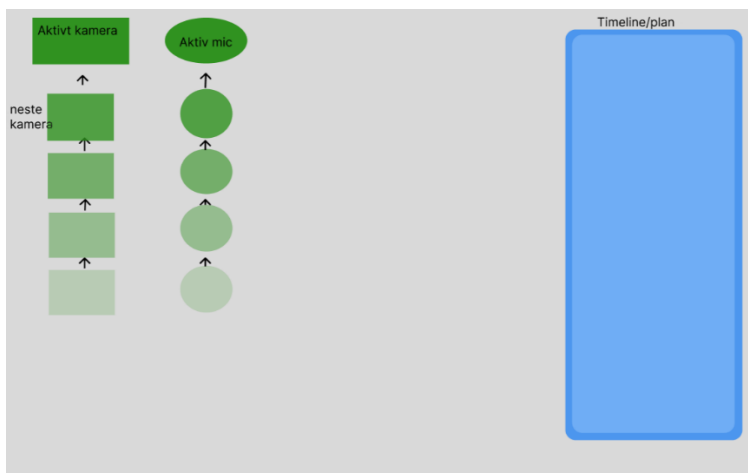 Aktivt kamera
Aktiv mic
Timeline/plan
neste
kamera